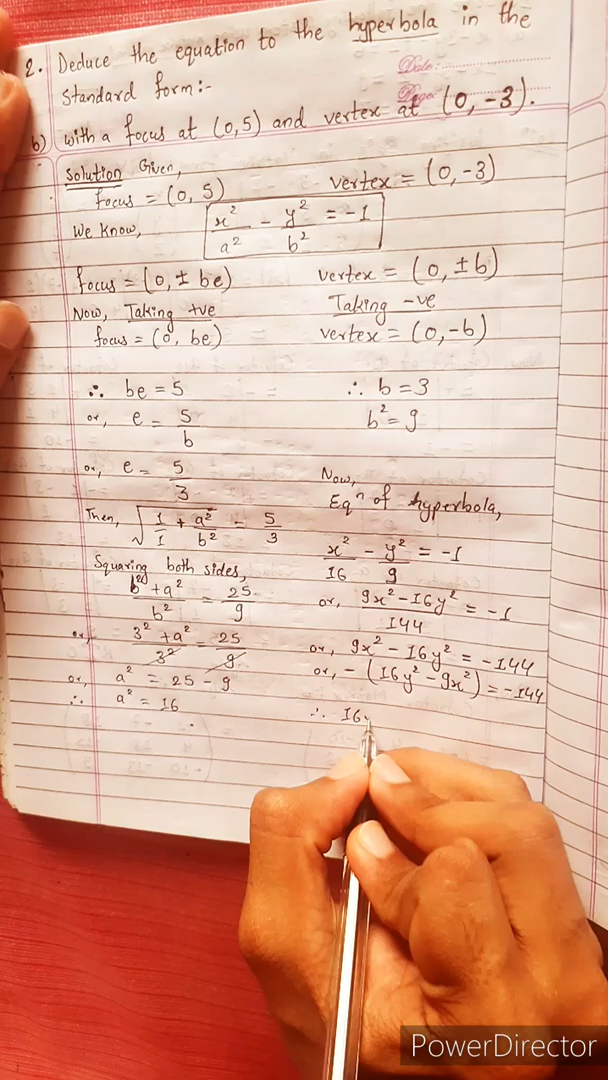 2. Deduce the equation to the hyperbola in the
Date:
Page:
Standard form:-
b) with a focus at (0,5) and vertex at (0, -3).
Solution Given,
focus = (0, 5)
vertex = (0, -3)
We know,
x²/a² - y²/b² = -1
focus = (0, ± be)
vertex = (0, ±b)
Now, Taking +ve
Taking -ve
focus = (0, be)
vertex = (0, -b)
∴ be = 5
∴ b = 3
or, e = 5/b
b² = 9
or, e = 5/3
Now,
Eqⁿ of hyperbola,
Then, √(1/1 + a²/b²) = 5/3
x²/16 - y²/9 = -1
Squaring both sides,
(b² + a²)/b² = 25/9
or, (9x² - 16y²)/144 = -1
or, (3² + a²)/3² = 25/9
or, 9x² - 16y² = -144
or, a² = 25 - 9
or, - (16y² - 9x²) = -144
∴ a² = 16
∴ 16
PowerDirector